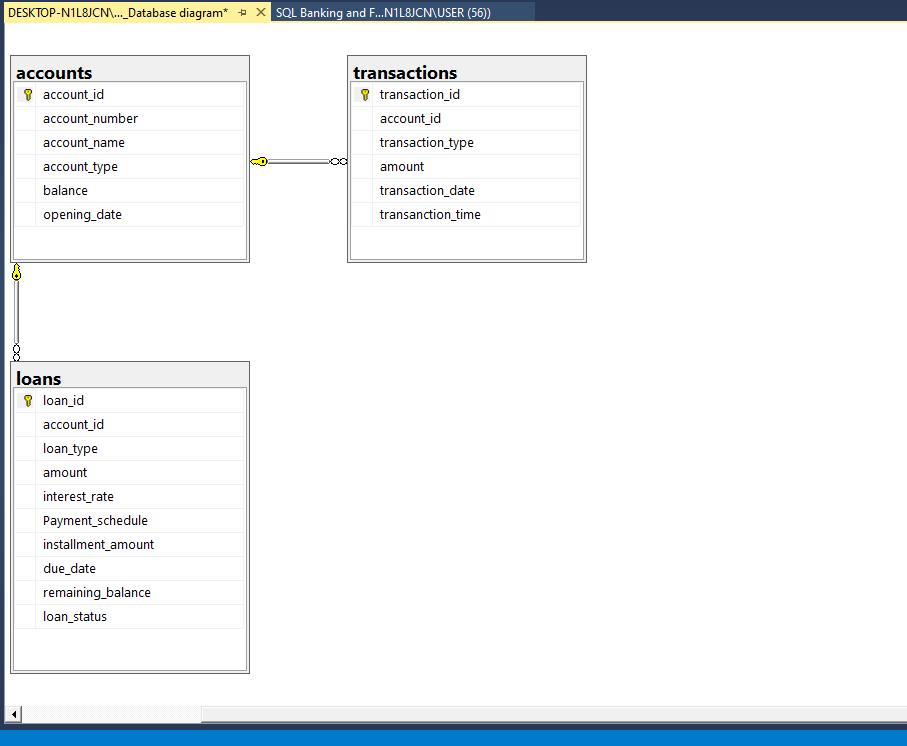 DESKTOP-N1L8JCN\..._Database diagram*
SQL Banking and F...N1L8JCN\USER (56))
accounts
account_id
account_number
account_name
account_type
balance
opening_date
transactions
transaction_id
account_id
transaction_type
amount
transaction_date
transanction_time
loans
loan_id
account_id
loan_type
amount
interest_rate
Payment_schedule
installment_amount
due_date
remaining_balance
loan_status